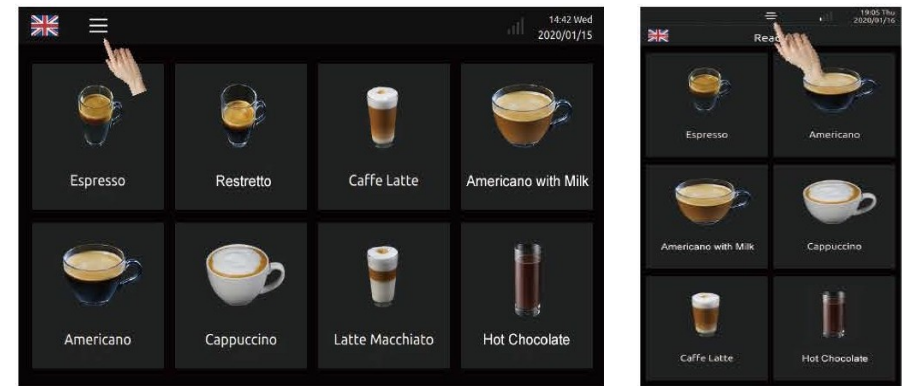 14:42 Wed
2020/01/15
Espresso
Restretto
Caffe Latte
Americano with Milk
Americano
Cappuccino
Latte Macchiato
Hot Chocolate
19:05 Thu
2020/01/16
Espresso
Americano
Americano with Milk
Cappuccino
Caffe Latte
Hot Chocolate